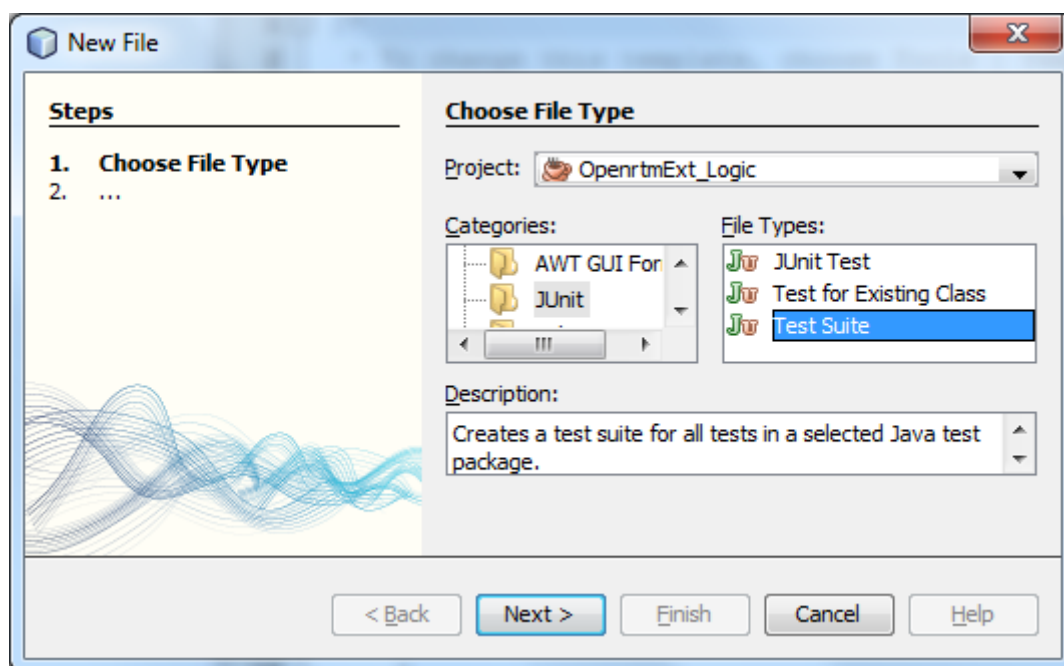 New File
Steps
1. Choose File Type
2. ...
Choose File Type
Project: OpenrtmExt_Logic
Categories:
AWT GUI For
JUnit
File Types:
JUnit Test
Test for Existing Class
Test Suite
Description:
Creates a test suite for all tests in a selected Java test
package.
< Back
Next >
Finish
Cancel
Help